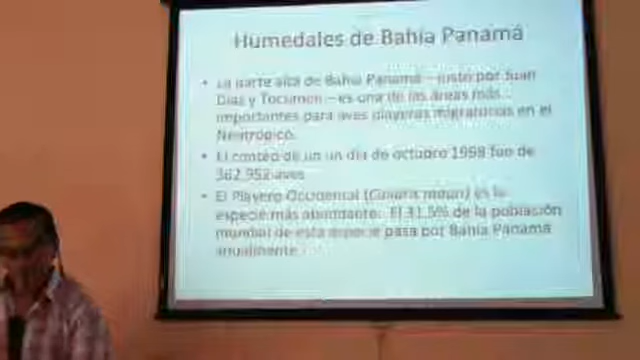 Humedales de Bahía Panamá
• La parte alta de Bahía Panamá – justo por Juan
Díaz y Tocumen – es una de las áreas más
importantes para aves playeras migratorias en el
Neotrópico.
• El conteo de un un día de octubre 1998 fue de
362,952 aves
• El Playero Occidental (Calidris mauri) es la
especie más abundante. El 31.5% de la población
mundial de esta especie pasa por Bahía Panamá
anualmente.